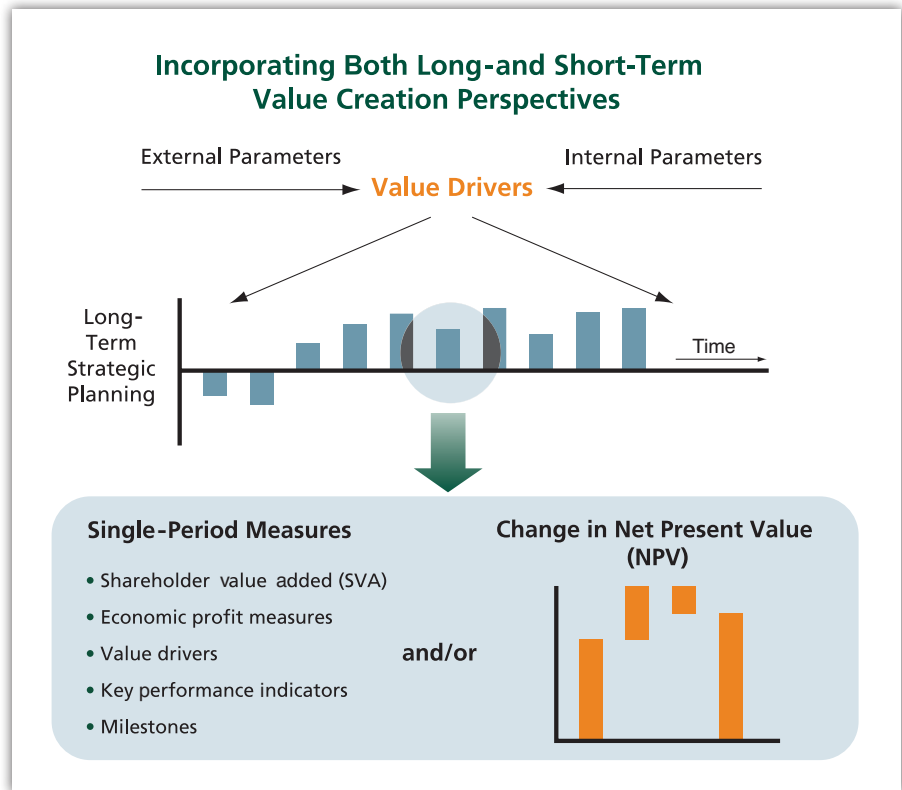 Incorporating Both Long-and Short-Term
Value Creation Perspectives
External Parameters
Internal Parameters
Value Drivers
Long-
Term
Strategic
Planning
Time
Single-Period Measures
• Shareholder value added (SVA)
• Economic profit measures
• Value drivers
• Key performance indicators
• Milestones
and/or
Change in Net Present Value
(NPV)